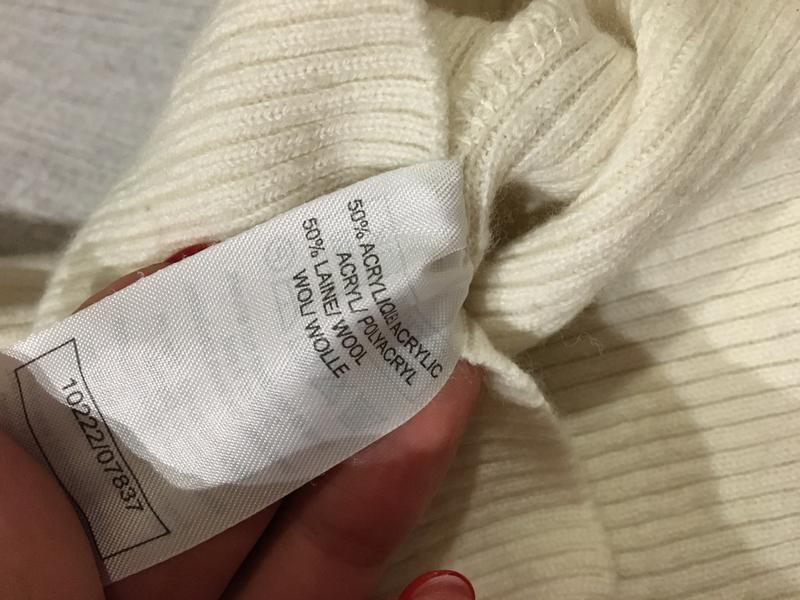 50% ACRYLIQUE/ ACRYLIC
ACRYL/ POLYACRYL
50% LAINE/ WOOL
WOL/ WOLLE
10222/07837